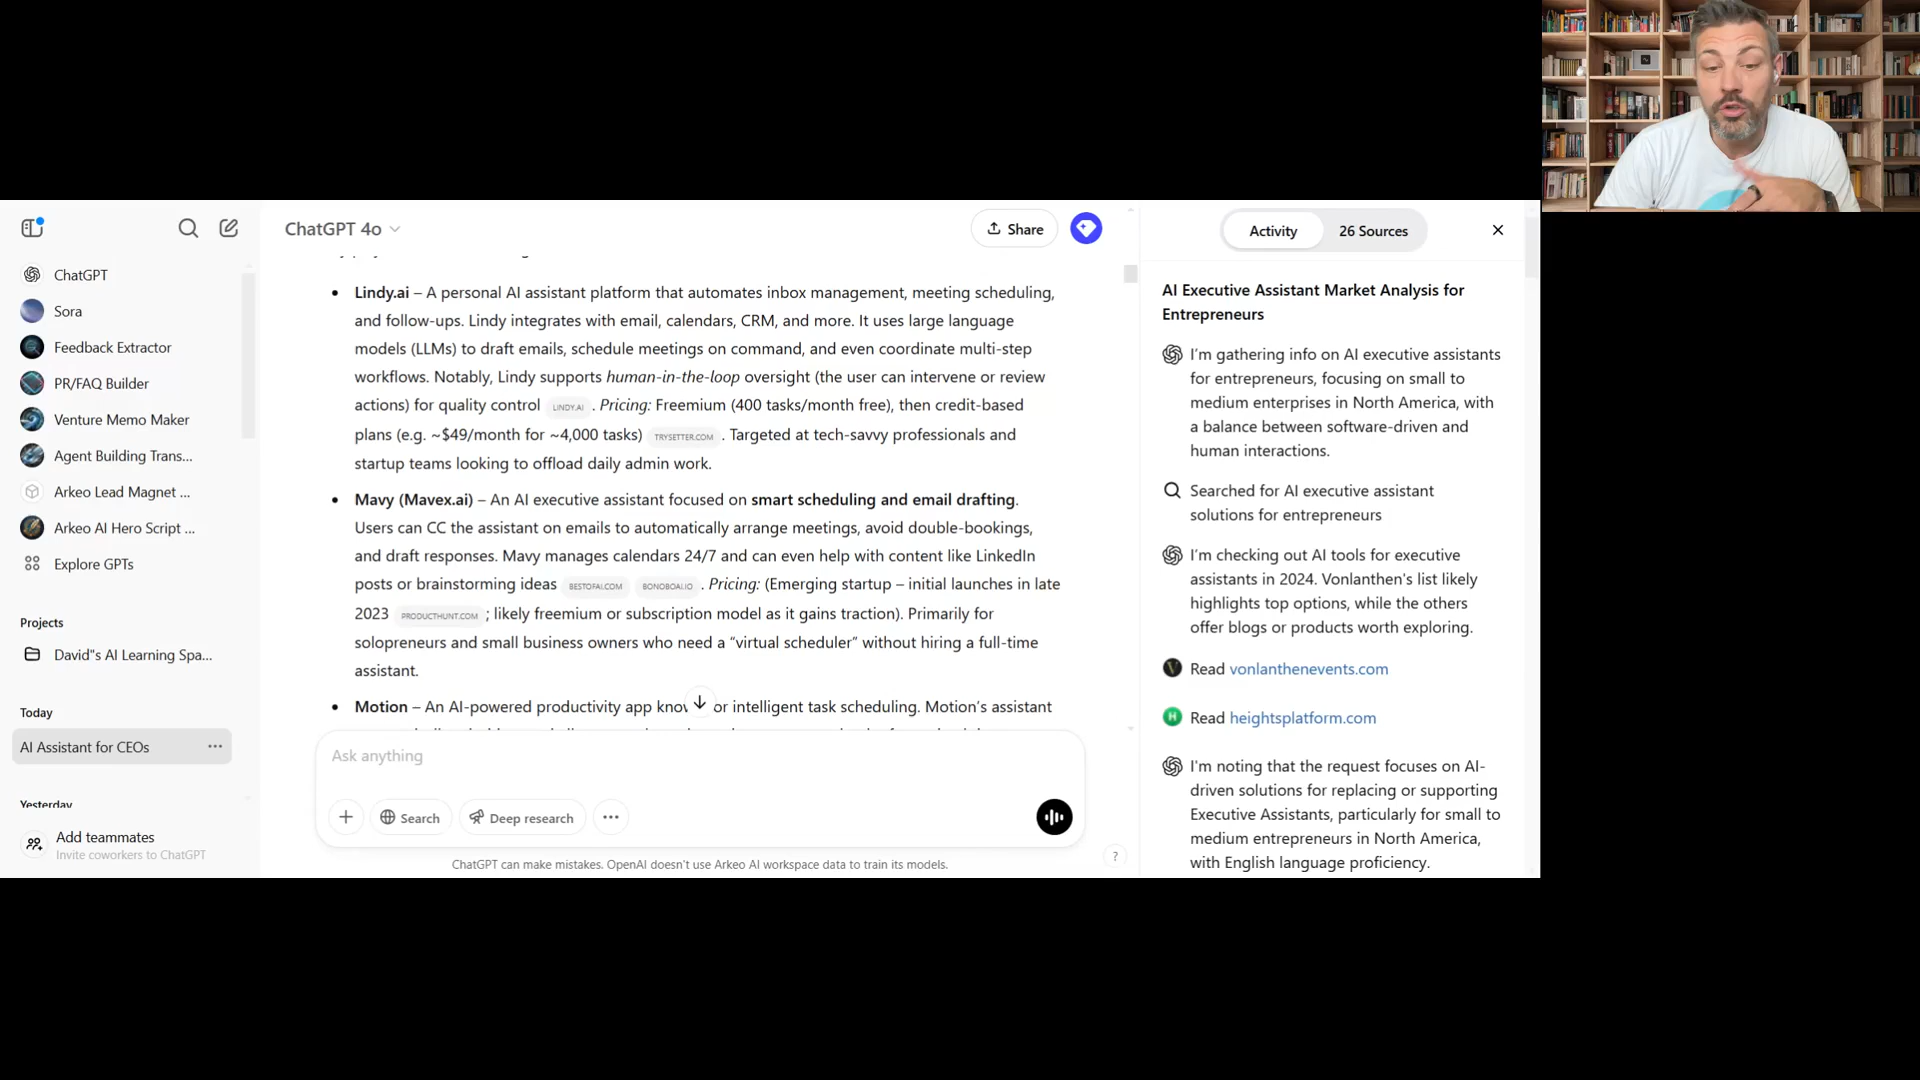 ChatGPT
Sora
Feedback Extractor
PR/FAQ Builder
Venture Memo Maker
Agent Building Trans...
Arkeo Lead Magnet ...
Arkeo AI Hero Script ...
Explore GPTs
Projects
David"s AI Learning Spa...
Today
AI Assistant for CEOs
Yesterday
Add teammates
Invite coworkers to ChatGPT
ChatGPT 4o
Share
Lindy.ai – A personal AI assistant platform that automates inbox management, meeting scheduling,
and follow-ups. Lindy integrates with email, calendars, CRM, and more. It uses large language
models (LLMs) to draft emails, schedule meetings on command, and even coordinate multi-step
workflows. Notably, Lindy supports human-in-the-loop oversight (the user can intervene or review
actions) for quality control LINDY.AI . Pricing: Freemium (400 tasks/month free), then credit-based
plans (e.g. ~$49/month for ~4,000 tasks) TRYSETTER.COM . Targeted at tech-savvy professionals and
startup teams looking to offload daily admin work.
Mavy (Mavex.ai) – An AI executive assistant focused on smart scheduling and email drafting.
Users can CC the assistant on emails to automatically arrange meetings, avoid double-bookings,
and draft responses. Mavy manages calendars 24/7 and can even help with content like LinkedIn
posts or brainstorming ideas BESTOFAI.COM BONOBOAI.IO . Pricing: (Emerging startup – initial launches in late
2023 PRODUCTHUNT.COM ; likely freemium or subscription model as it gains traction). Primarily for
solopreneurs and small business owners who need a “virtual scheduler” without hiring a full-time
assistant.
Motion – An AI-powered productivity app or intelligent task scheduling. Motion’s assistant
Ask anything
Search
Deep research
ChatGPT can make mistakes. OpenAI doesn't use Arkeo AI workspace data to train its models.
?
Activity
26 Sources
AI Executive Assistant Market Analysis for
Entrepreneurs
I’m gathering info on AI executive assistants
for entrepreneurs, focusing on small to
medium enterprises in North America, with
a balance between software-driven and
human interactions.
Searched for AI executive assistant
solutions for entrepreneurs
I’m checking out AI tools for executive
assistants in 2024. Vonlanthen's list likely
highlights top options, while the others
offer blogs or products worth exploring.
Read vonlanthenevents.com
Read heightsplatform.com
I'm noting that the request focuses on AI-
driven solutions for replacing or supporting
Executive Assistants, particularly for small to
medium entrepreneurs in North America,
with English language proficiency.